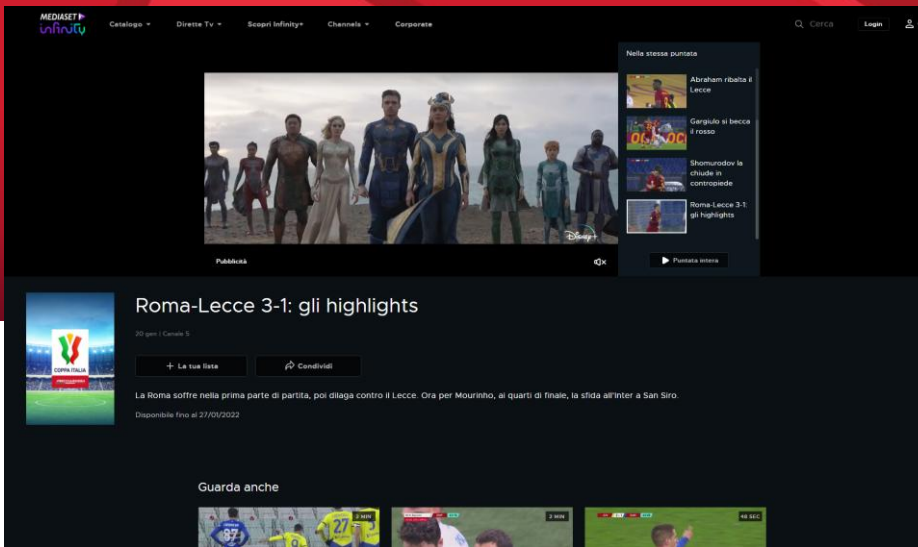 MEDIASET
infinity
Catalogo
Dirette Tv
Scopri Infinity+
Channels
Corporate
Cerca
Login
Nella stessa puntata
Abraham ribalta il
Lecce
Gargiulo si becca
il rosso
Shomurodov la
chiude in
contropiede
Roma-Lecce 3-1:
gli highlights
Disney+
Pubblicità
Puntata intera
Roma-Lecce 3-1: gli highlights
20 gen | Canale 5
COPPA ITALIA
+ La tua lista
Condividi
La Roma soffre nella prima parte di partita, poi dilaga contro il Lecce. Ora per Mourinho, ai quarti di finale, la sfida all'Inter a San Siro.
Disponibile fino al 27/01/2022
Guarda anche
2 MIN
2 MIN
48 SEC
87
9
27
3